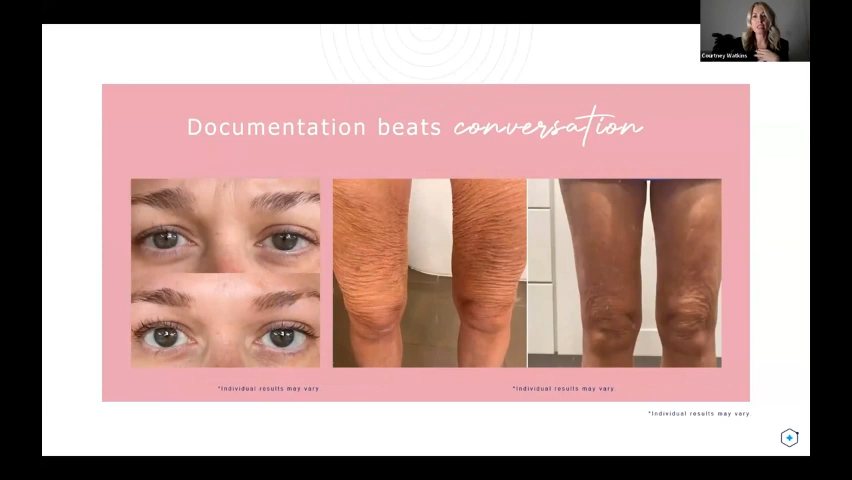 Courtney Watkins
Documentation beats conversation
*Individual results may vary
*Individual results may vary
*Individual results may vary